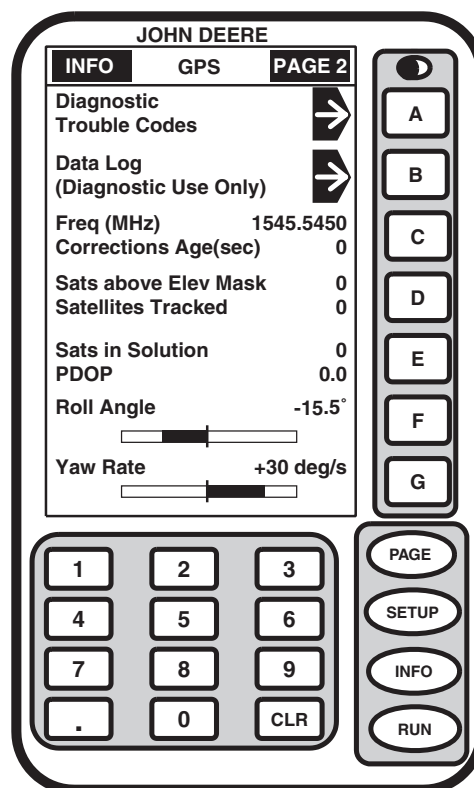 JOHN DEERE
INFO GPS PAGE 2
Diagnostic
Trouble Codes
Data Log
(Diagnostic Use Only)
Freq (MHz) 1545.5450
Corrections Age(sec) 0
Sats above Elev Mask 0
Satellites Tracked 0
Sats in Solution 0
PDOP 0.0
Roll Angle -15.5°
Yaw Rate +30 deg/s
A
B
C
D
E
F
G
PAGE
SETUP
INFO
RUN
1 2 3
4 5 6
7 8 9
. 0 CLR